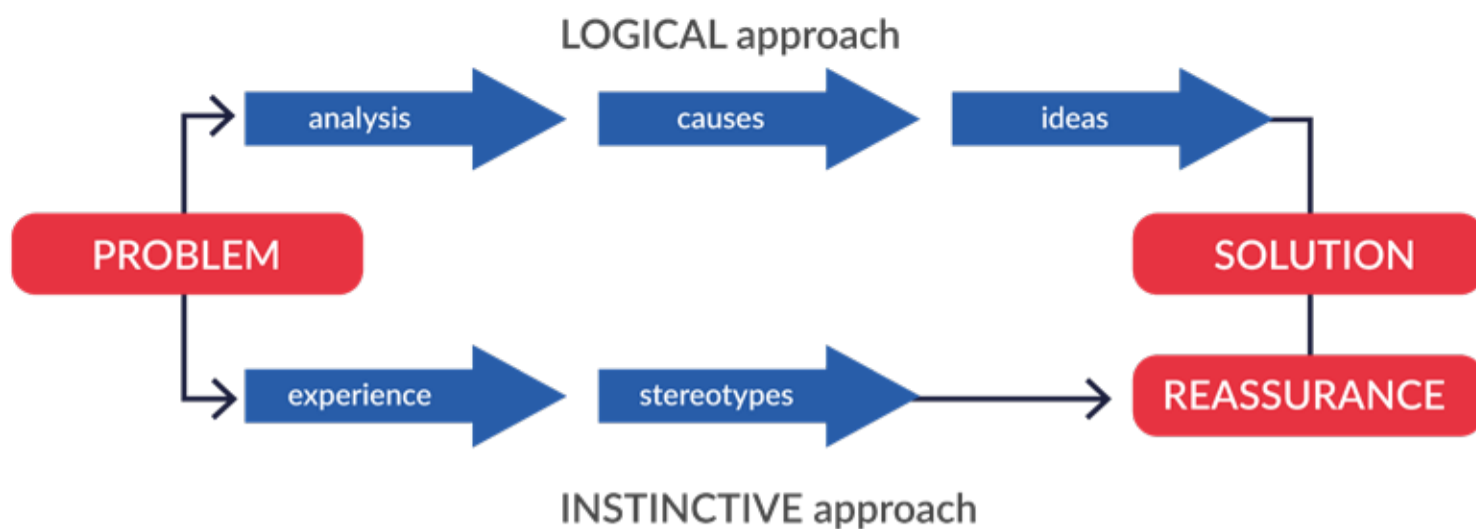 LOGICAL approach
analysis
causes
ideas
PROBLEM
SOLUTION
experience
stereotypes
REASSURANCE
INSTINCTIVE approach